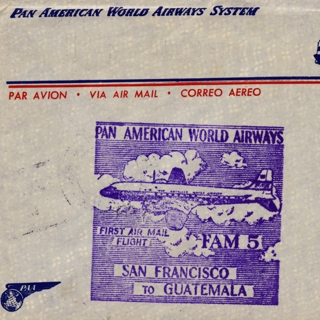 PAN AMERICAN WORLD AIRWAYS SYSTEM
PAR AVION • VIA AIR MAIL • CORREO AEREO
PAN AMERICAN WORLD AIRWAYS
FIRST AIR MAIL
FLIGHT
FAM 5
SAN FRANCISCO
TO GUATEMALA
PAA